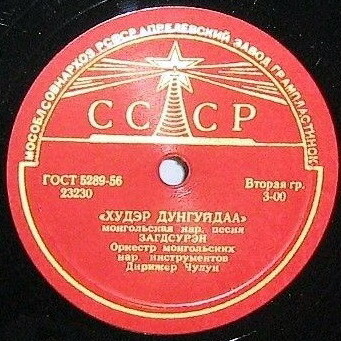 МОСОБЛСОВНАРХОЗ РСФСР. АПРЕЛЕВСКИЙ ЗАВОД ГРАМПЛАСТИНОК
СССР
ГОСТ 5289-56
23230
Вторая гр.
3-00
«ХУДЭР ДУНГУЙДАА»
монгольская нар. песня
ЗАГДСУРЭН
Оркестр монгольских
нар. инструментов
Дирижер Чулун